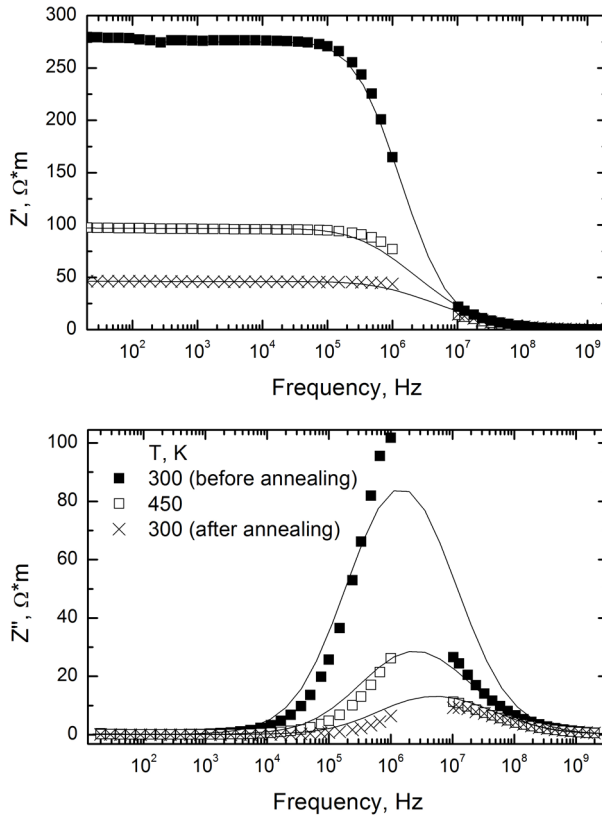 300
250
200
150
100
50
0
Z', Ω*m
10² 10³ 10⁴ 10⁵ 10⁶ 10⁷ 10⁸ 10⁹
Frequency, Hz
100
80
60
40
20
0
Z'', Ω*m
T, K
300 (before annealing)
450
300 (after annealing)
10² 10³ 10⁴ 10⁵ 10⁶ 10⁷ 10⁸ 10⁹
Frequency, Hz